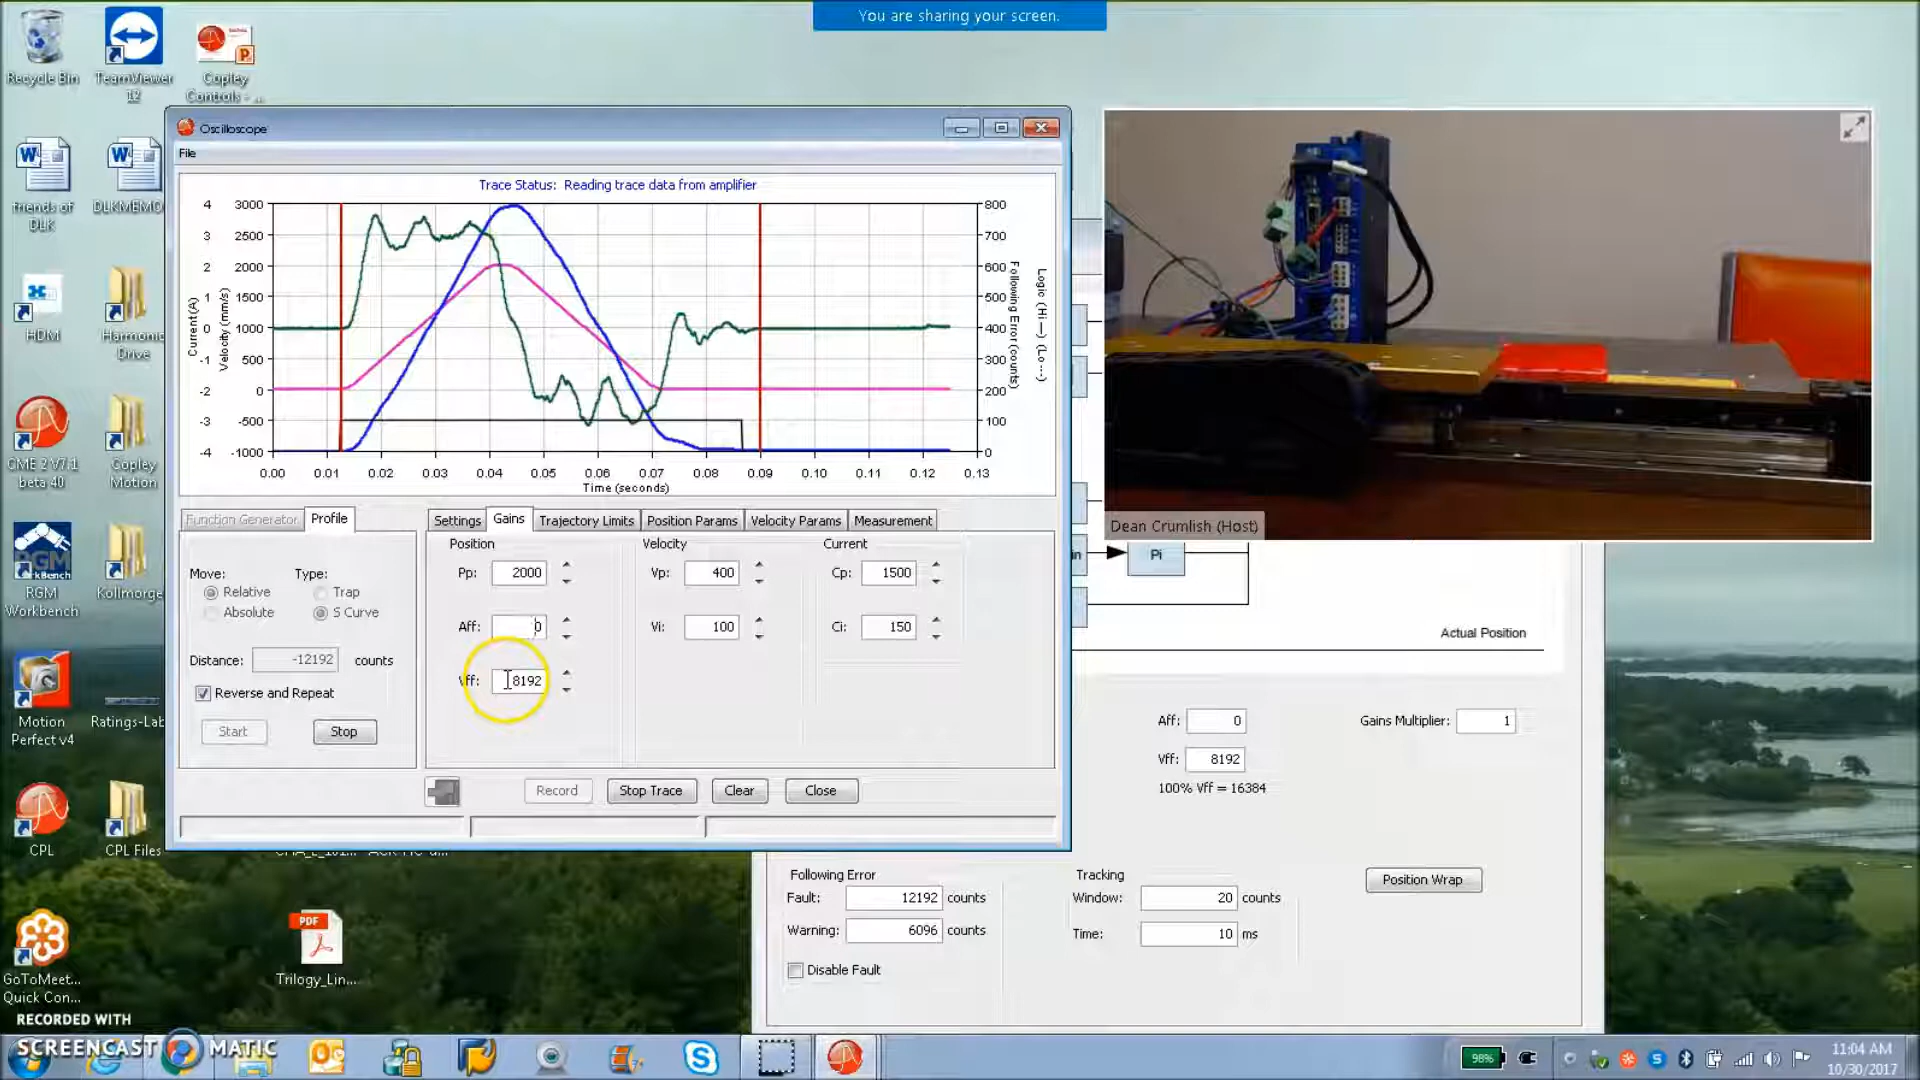 You are sharing your screen.
Recycle Bin
TeamViewer 12
Copley Controls - ...
friends of DLK
DLKMEMO
HDM
Harmonic Drive
CME 2 V7.1 beta 40
Copley Motion
RGM Workbench
Kollmorge
Motion Perfect v4
Ratings-Lab
CPL
CPL Files
GoToMeet... Quick Con...
Trilogy_Lin...
PDF
Oscilloscope
File
Trace Status: Reading trace data from amplifier
4 3000 800
3 2500 700
2 2000 600
1 1500 500
0 1000 400
-1 500 300
-2 0 200
-3 -500 100
-4 -1000 0
Current (A)
Velocity (mm/s)
Following Error (counts)
Logic (Hi —) (Lo ---)
0.00 0.01 0.02 0.03 0.04 0.05 0.06 0.07 0.08 0.09 0.10 0.11 0.12 0.13
Time (seconds)
Function Generator Profile
Settings Gains Trajectory Limits Position Params Velocity Params Measurement
Move: Type:
Relative Trap
Absolute S Curve
Distance: -12192 counts
Reverse and Repeat
Start Stop
Position Velocity Current
Pp: 2000 Vp: 400 Cp: 1500
Aff: 0 Vi: 100 Ci: 150
Vff: 8192
Record Stop Trace Clear Close
Dean Crumlish (Host)
in Pi
Actual Position
Aff: 0 Gains Multiplier: 1
Vff: 8192
100% Vff = 16384
Following Error Tracking
Fault: 12192 counts Window: 20 counts
Warning: 6096 counts Time: 10 ms
Disable Fault
Position Wrap
RECORDED WITH
SCREENCAST MATIC
98%
11:04 AM
10/30/2017